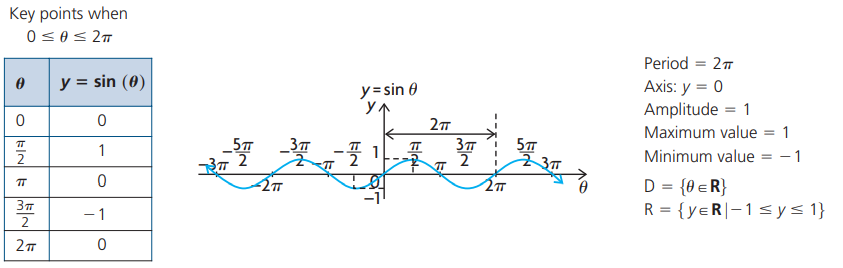 Key points when
0 ≤ θ ≤ 2π
θ y = sin (θ)
0 0
π/2 1
π 0
3π/2 −1
2π 0
y = sin θ
y
2π
−3π −5π/2 −2π −3π/2 −π −π/2 1 0 −1 π/2 π 3π/2 2π 5π/2 3π θ
Period = 2π
Axis: y = 0
Amplitude = 1
Maximum value = 1
Minimum value = −1
D = {θ ∈ R}
R = {y ∈ R | −1 ≤ y ≤ 1}